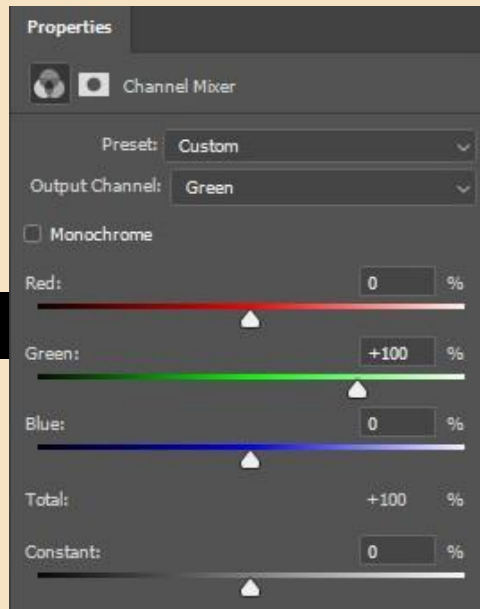 Properties
Channel Mixer
Preset: Custom
Output Channel: Green
Monochrome
Red: 0 %
Green: +100 %
Blue: 0 %
Total: +100 %
Constant: 0 %